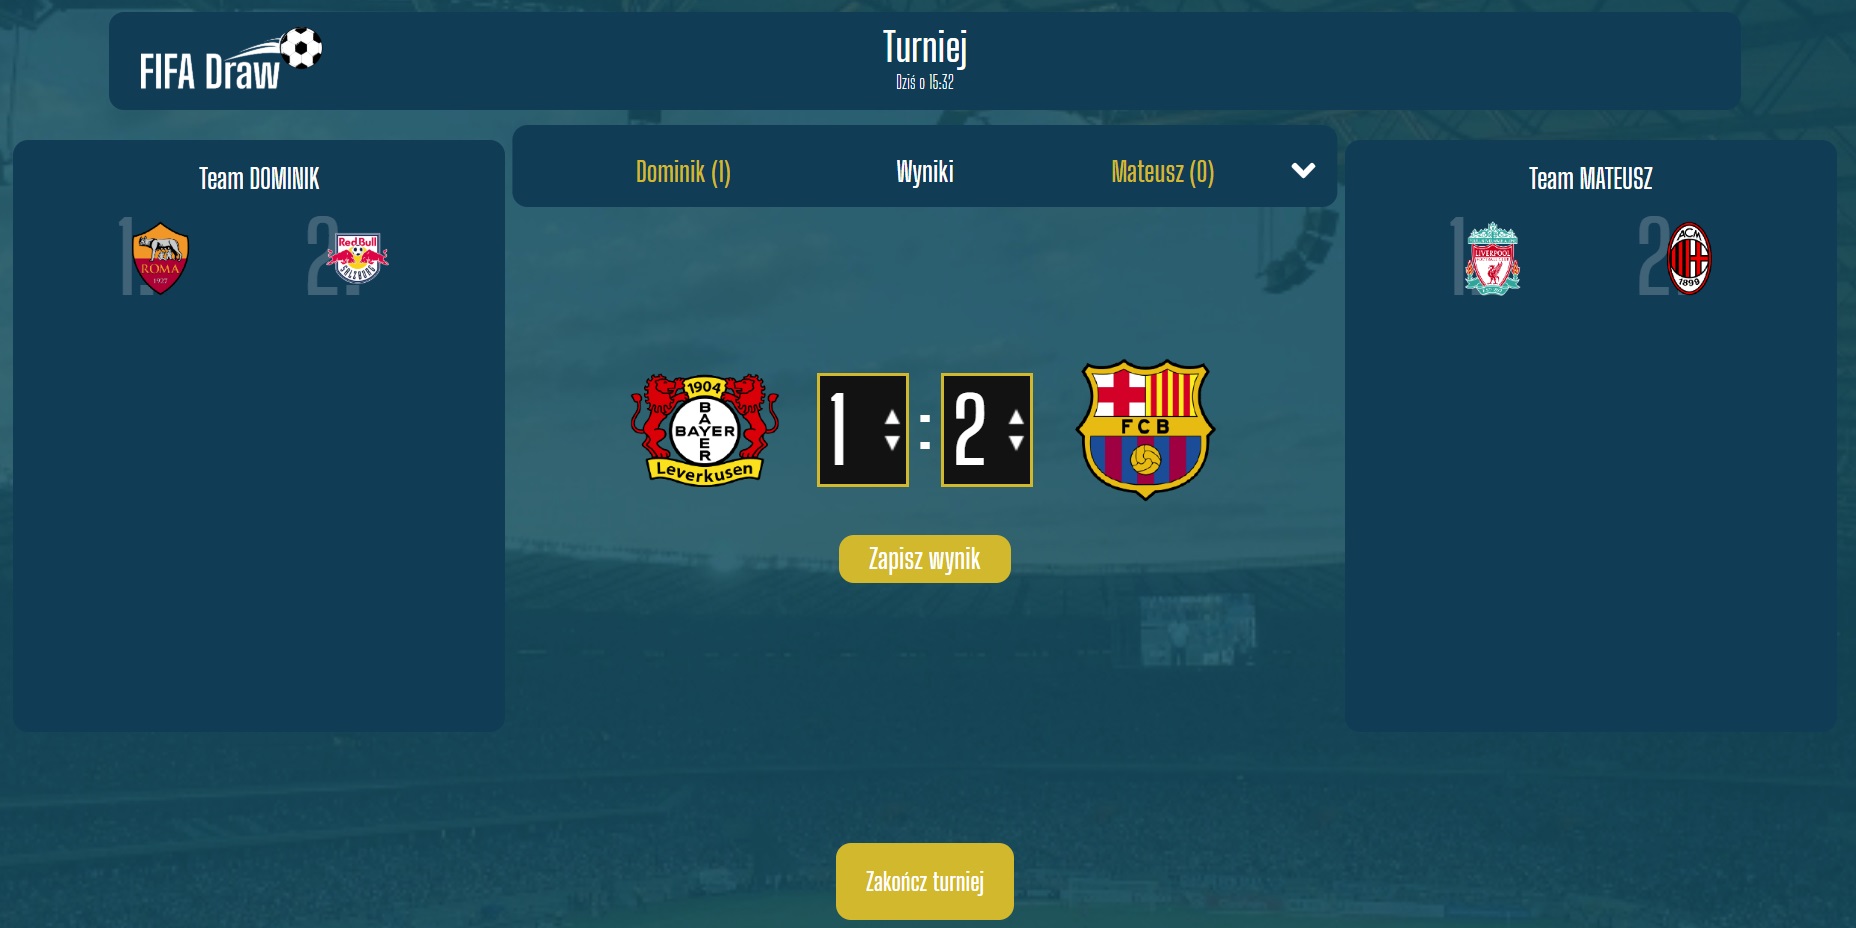 FIFA Draw
Turniej
Dziś o 15:32
Team DOMINIK
1.
ROMA
1927
2.
Red Bull
SALZBURG
Dominik (1)
Wyniki
Mateusz (0)
1904
BAYER
BAYER
Leverkusen
1
:
2
FCB
Zapisz wynik
Zakończ turniej
Team MATEUSZ
1.
LIVERPOOL
2.
ACM
1899